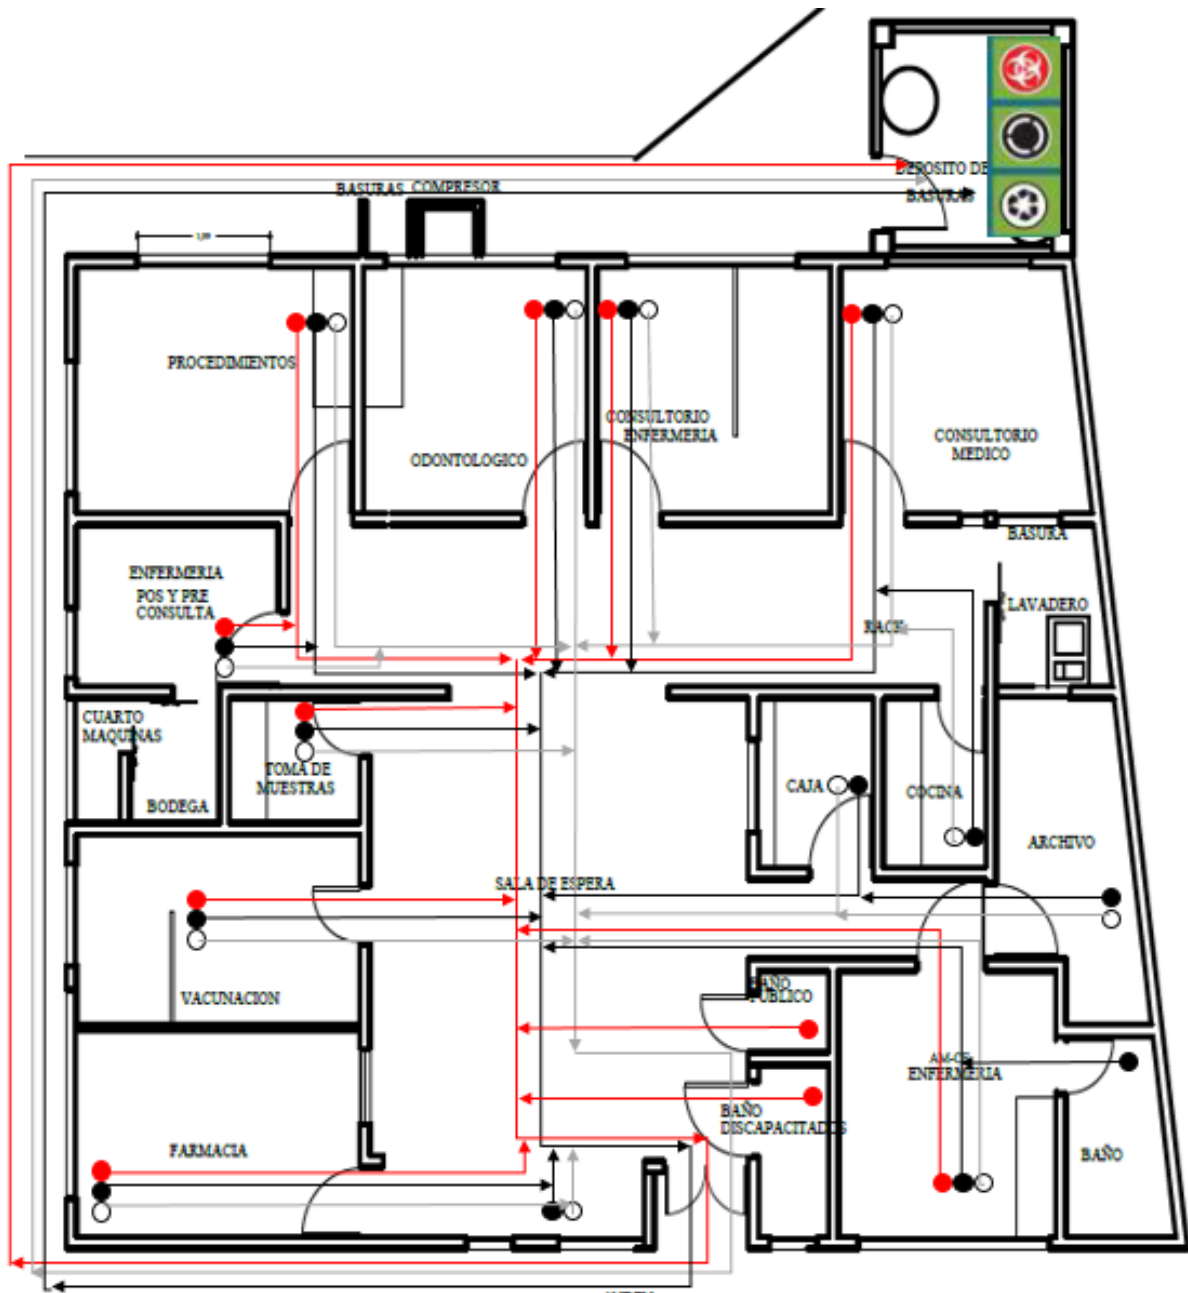 DEPOSITO DE
BASURAS
BASURAS
COMPRESOR
PROCEDIMIENTOS
ODONTOLOGICO
CONSULTORIO
ENFERMERIA
CONSULTORIO
MEDICO
BASURA
ENFERMERIA
POS Y PRE
CONSULTA
LAVADERO
RACK
CUARTO
MAQUINAS
TOMA DE
MUESTRAS
BODEGA
CAJA
COCINA
ARCHIVO
SALA DE ESPERA
VACUNACION
BAÑO
PUBLICO
ENFERMERIA
BAÑO
DISCAPACITADOS
FARMACIA
BAÑO